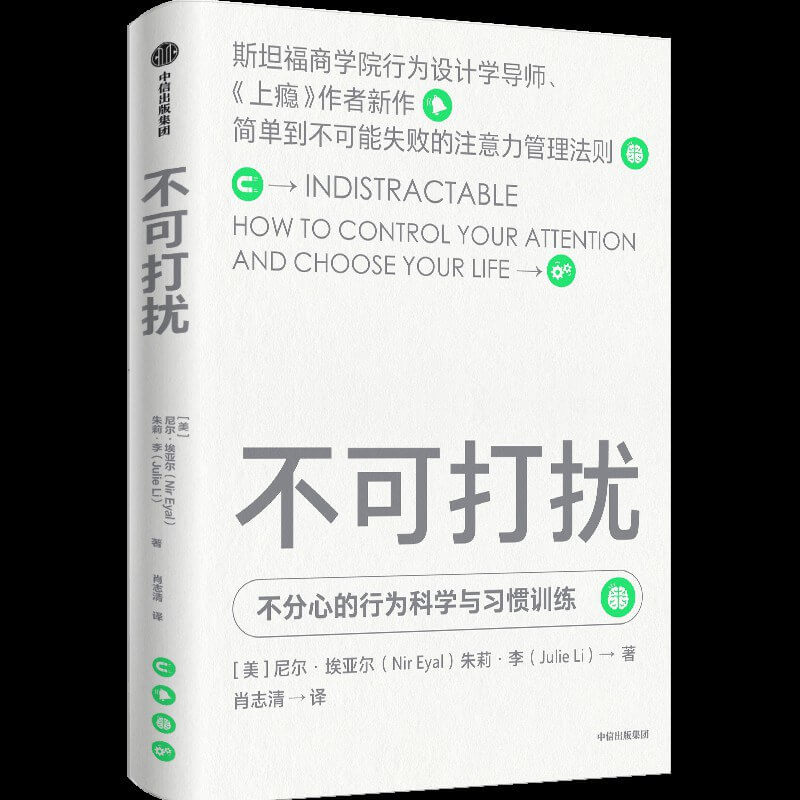 中信出版集团
不可打扰
[美]
尼尔·埃亚尔(Nir Eyal)
朱莉·李(Julie Li)
著
肖志清 译
斯坦福商学院行为设计学导师、
《上瘾》作者新作
简单到不可能失败的注意力管理法则
→ INDISTRACTABLE
HOW TO CONTROL YOUR ATTENTION
AND CHOOSE YOUR LIFE →
不可打扰
不分心的行为科学与习惯训练
[美]尼尔·埃亚尔(Nir Eyal)朱莉·李(Julie Li)→ 著
肖志清→译
中信出版集团